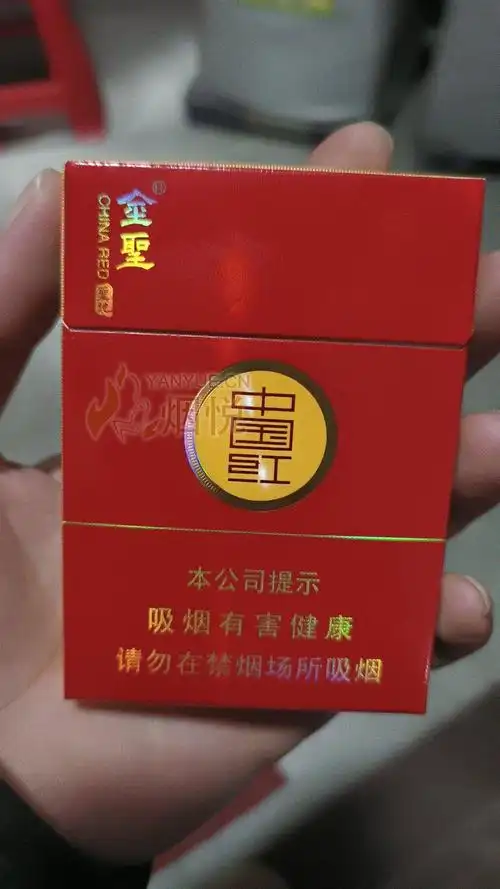 金聖®
CHINA RED
YANYUE.CN
烟悦
中国红
本公司提示
吸烟有害健康
请勿在禁烟场所吸烟